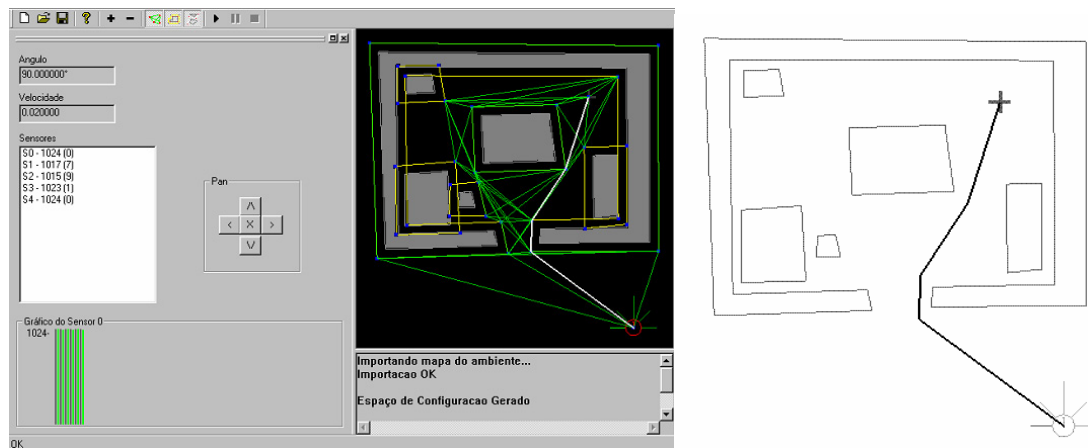 Angulo
90.000000°
Velocidade
0.020000
Sensores
S0 - 1024 (0)
S1 - 1017 (7)
S2 - 1015 (9)
S3 - 1023 (1)
S4 - 1024 (0)
Pan
Λ
< X >
V
Gráfico do Sensor 0
1024-
Importando mapa do ambiente...
Importacao OK
Espaço de Configuracao Gerado
OK